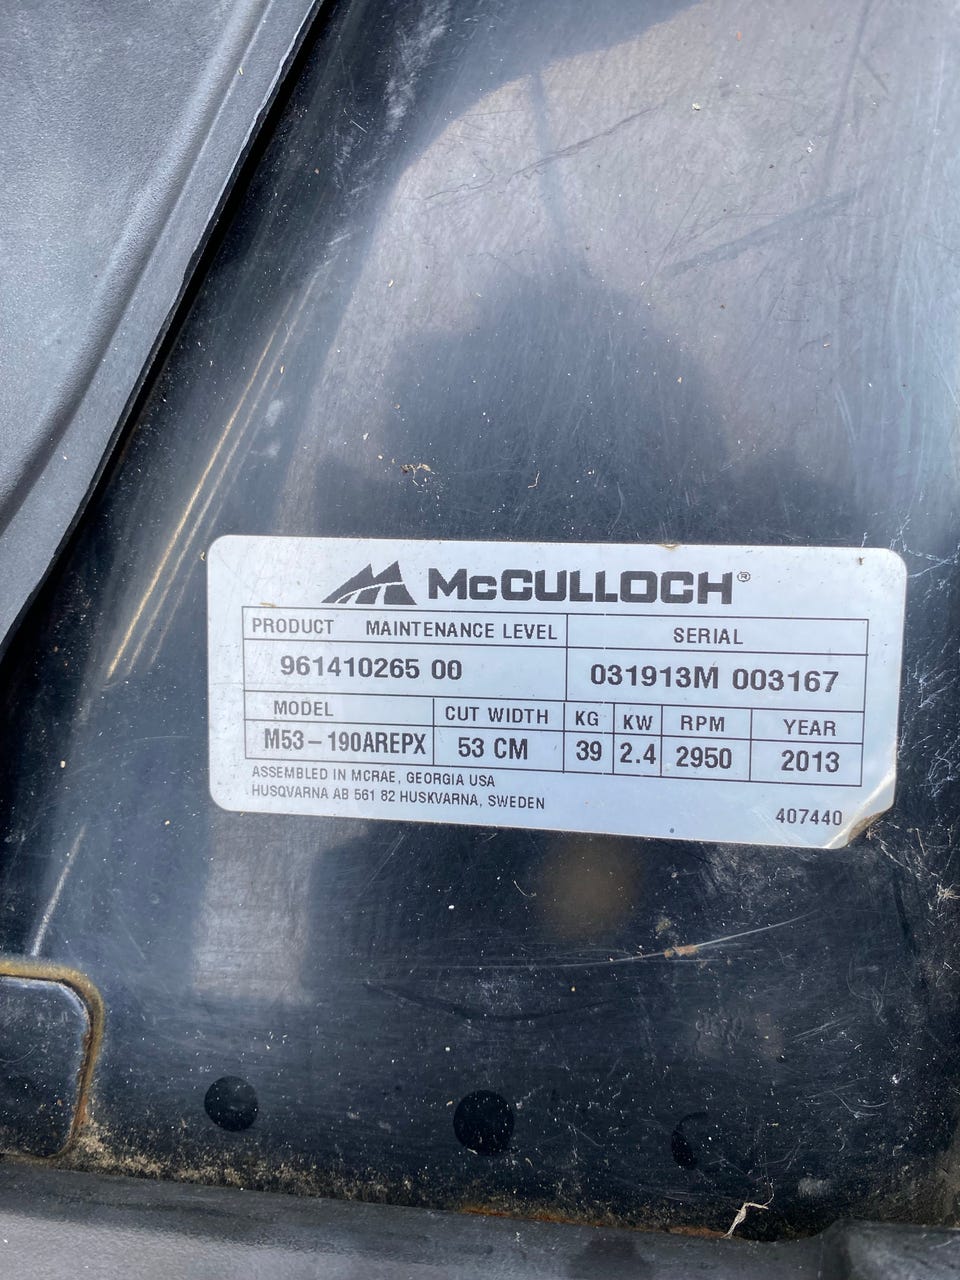 McCULLOCH®
PRODUCT MAINTENANCE LEVEL SERIAL
961410265 00 031913M 003167
MODEL CUT WIDTH KG KW RPM YEAR
M53-190AREPX 53 CM 39 2.4 2950 2013
ASSEMBLED IN MCRAE, GEORGIA USA
HUSQVARNA AB 561 82 HUSKVARNA, SWEDEN
407440